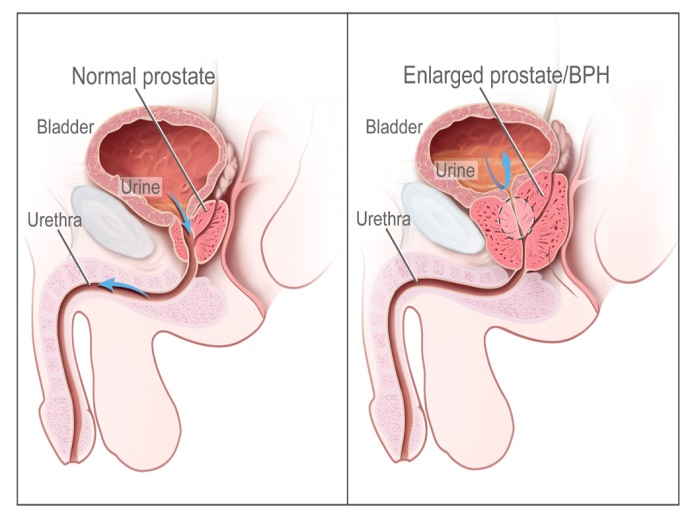 Normal prostate
Bladder
Urine
Urethra
Enlarged prostate/BPH
Bladder
Urine
Urethra